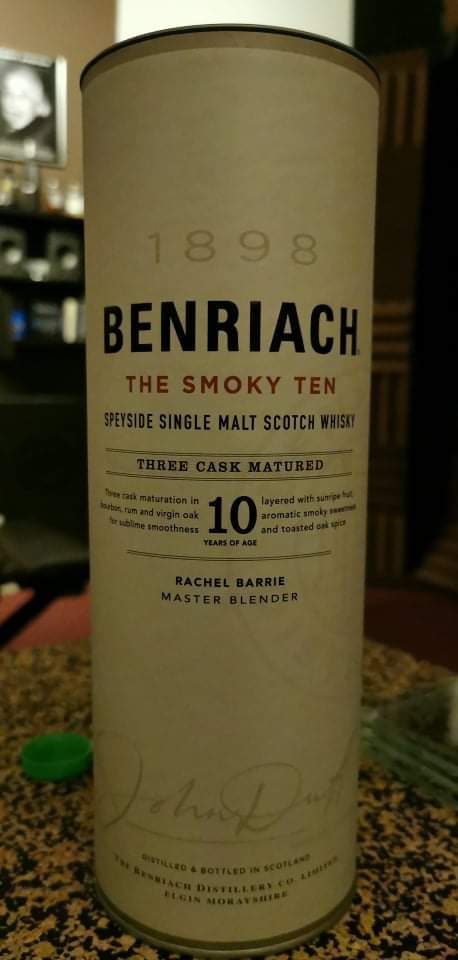 1898
BENRIACH
THE SMOKY TEN
SPEYSIDE SINGLE MALT SCOTCH WHISKY
THREE CASK MATURED
Three cask maturation in
bourbon, rum and virgin oak
for sublime smoothness
10
YEARS OF AGE
layered with sunripe fruit,
aromatic smoky sweetness
and toasted oak spice
RACHEL BARRIE
MASTER BLENDER
John Duff
DISTILLED & BOTTLED IN SCOTLAND
THE BENRIACH DISTILLERY CO. LIMITED
ELGIN MORAYSHIRE